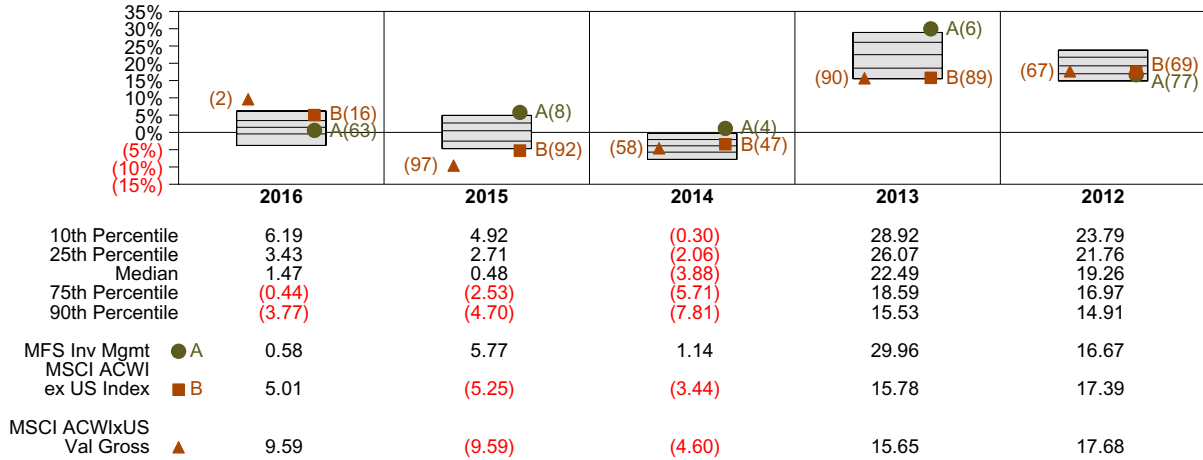 35%
30%
25%
20%
15%
10%
5%
0%
(5%)
(10%)
(15%)
(2)
B(16)
A(63)
(97)
A(8)
B(92)
(58)
A(4)
B(47)
(90)
A(6)
B(89)
(67)
B(69)
A(77)
2016 2015 2014 2013 2012
10th Percentile 6.19 4.92 (0.30) 28.92 23.79
25th Percentile 3.43 2.71 (2.06) 26.07 21.76
Median 1.47 0.48 (3.88) 22.49 19.26
75th Percentile (0.44) (2.53) (5.71) 18.59 16.97
90th Percentile (3.77) (4.70) (7.81) 15.53 14.91
MFS Inv Mgmt A 0.58 5.77 1.14 29.96 16.67
MSCI ACWI
ex US Index B 5.01 (5.25) (3.44) 15.78 17.39
MSCI ACWIxUS
Val Gross 9.59 (9.59) (4.60) 15.65 17.68